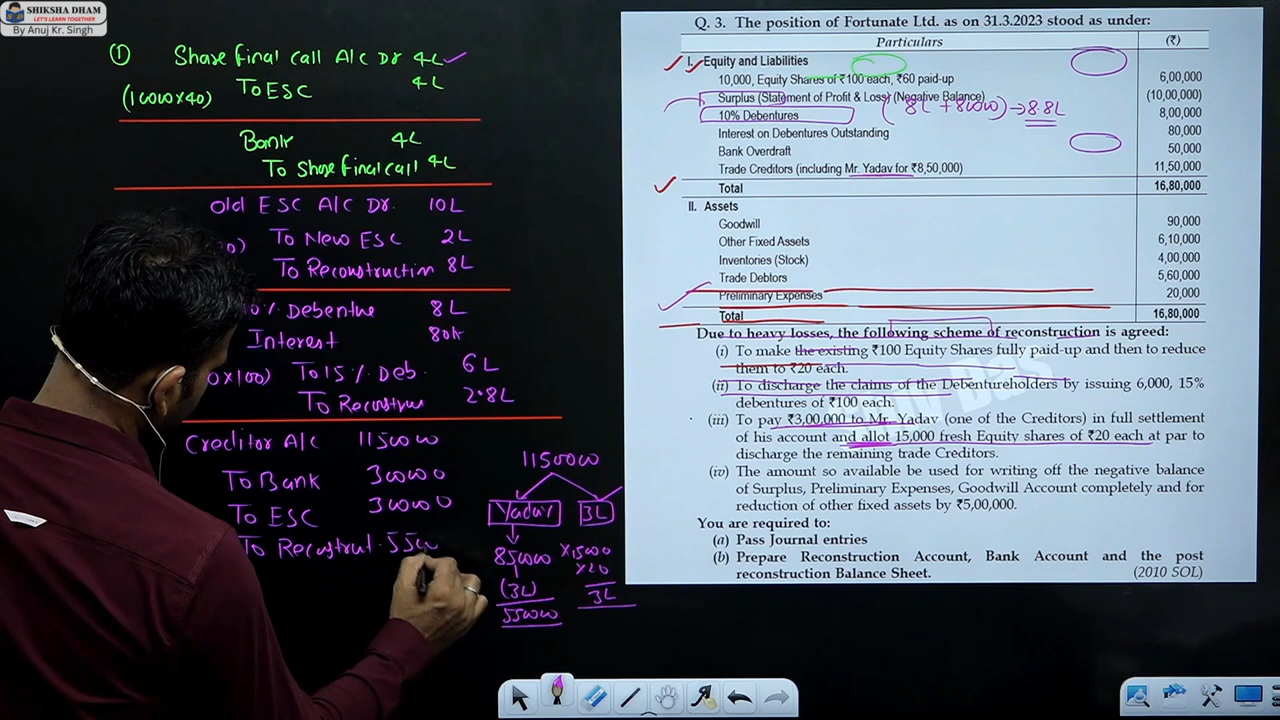 SHIKSHA DHAM
LET'S LEARN TOGETHER
By Anuj Kr. Singh
① Share final call A/c Dr 4L
(10000x40) To ESC 4L
Bank 4L
To Share final call 4L
Old ESC A/c Dr. 10L
To New ESC 2L
To Reconstruction 8L
% Debentue 8L
Interest 80k
0x100) To 15% Deb. 6L
To Reconstrus 2.8L
Creditor A/c 1150000
To Bank 300000
To ESC 300000
To Reconstruct. 5500
1150000
Yadav 3L
850000 x15000
x20
(3L) 3L
550000
Q. 3. The position of Fortunate Ltd. as on 31.3.2023 stood as under:
Particulars (₹)
I. Equity and Liabilities
10,000, Equity Shares of ₹100 each, ₹60 paid-up 6,00,000
Surplus (Statement of Profit & Loss) (Negative Balance) (10,00,000)
10% Debentures 8,00,000
(8L + 80000) → 8.8L
Interest on Debentures Outstanding 80,000
Bank Overdraft 50,000
Trade Creditors (including Mr. Yadav for ₹8,50,000) 11,50,000
Total 16,80,000
II. Assets
Goodwill 90,000
Other Fixed Assets 6,10,000
Inventories (Stock) 4,00,000
Trade Debtors 5,60,000
Preliminary Expenses 20,000
Total 16,80,000
Due to heavy losses, the following scheme of reconstruction is agreed:
(i) To make the existing ₹100 Equity Shares fully paid-up and then to reduce
them to ₹20 each.
(ii) To discharge the claims of the Debentureholders by issuing 6,000, 15%
debentures of ₹100 each.
(iii) To pay ₹3,00,000 to Mr. Yadav (one of the Creditors) in full settlement
of his account and allot 15,000 fresh Equity shares of ₹20 each at par to
discharge the remaining trade Creditors.
(iv) The amount so available be used for writing off the negative balance
of Surplus, Preliminary Expenses, Goodwill Account completely and for
reduction of other fixed assets by ₹5,00,000.
You are required to:
(a) Pass Journal entries
(b) Prepare Reconstruction Account, Bank Account and the post
reconstruction Balance Sheet. (2010 SOL)